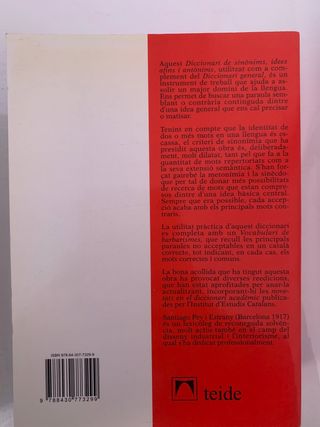 Aquest Diccionari de sinònims, idees
afins i antònims, utilitzat com a com-
plement del Diccionari general, és un
instrument de treball que ajuda a as-
solir un major domini de la llengua.
Ens permet de buscar una paraula sem-
blant o contrària continguda dintre
d'una idea general que ens cal precisar
o matisar.
Tenint en compte que la identitat de
dos o més mots en una llengua és es-
cassa, el criteri de sinonímia que ha
presidit aquesta obra és, deliberada-
ment, molt dilatat, tant pel que fa a la
quantitat de mots repertoriats com a
la seva extensió semàntica. S'han for-
çat gairebé la metonímia i la sinècdo-
que per tal de donar més possibilitats
de recerca de mots que estan compre-
sos dintre d'una idea bàsica central.
Sempre que era possible, cada accep-
ció acaba amb els principals mots con-
traris.
La utilitat pràctica d'aquest diccionari
es completa amb un Vocabulari de
barbarismes, que recull les principals
paraules no acceptables en un català
correcte, tot indicant, en cada cas, els
mots correctes i comuns.
La bona acollida que ha tingut aquesta
obra ha provocat diverses reedicions,
que han estat aprofitades per anar-la
actualitzant, incorporant-hi les nove-
tats en el diccionari acadèmic publica-
des per l'Institut d'Estudis Catalans.
Santiago Pey i Estrany (Barcelona 1917)
és un lexicòleg de reconeguda solvèn-
cia, molt actiu també en el camp del
disseny industrial i l'interiorisme, al
qual s'ha dedicat professionalment.
ISBN 978-84-307-7329-9
9 788430 773299
teide